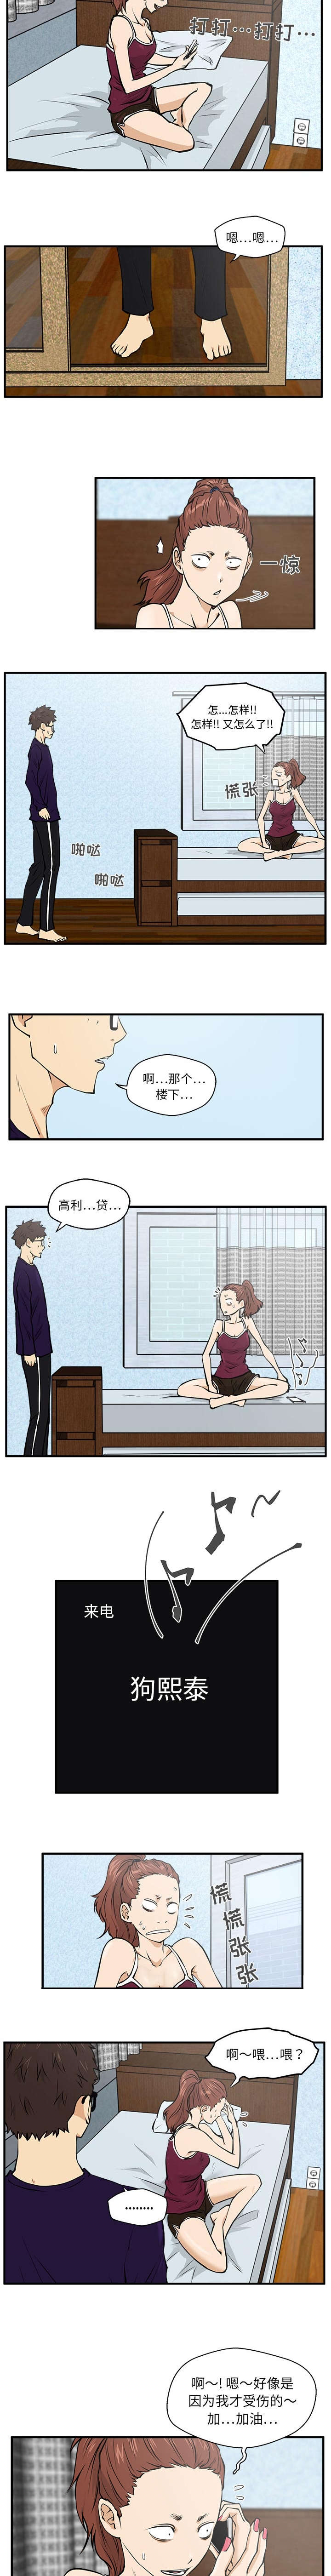 打打...打打...
嗯...嗯...
一惊
怎...怎样!!
怎样!! 又怎么了!!
慌张
啪哒
啪哒
啊...那个...
楼下...
高利...贷...
来电
狗熙泰
慌
慌
张
张
啊～喂...喂？
........
啊～! 嗯～好像是
因为我才受伤的～
加...加油...